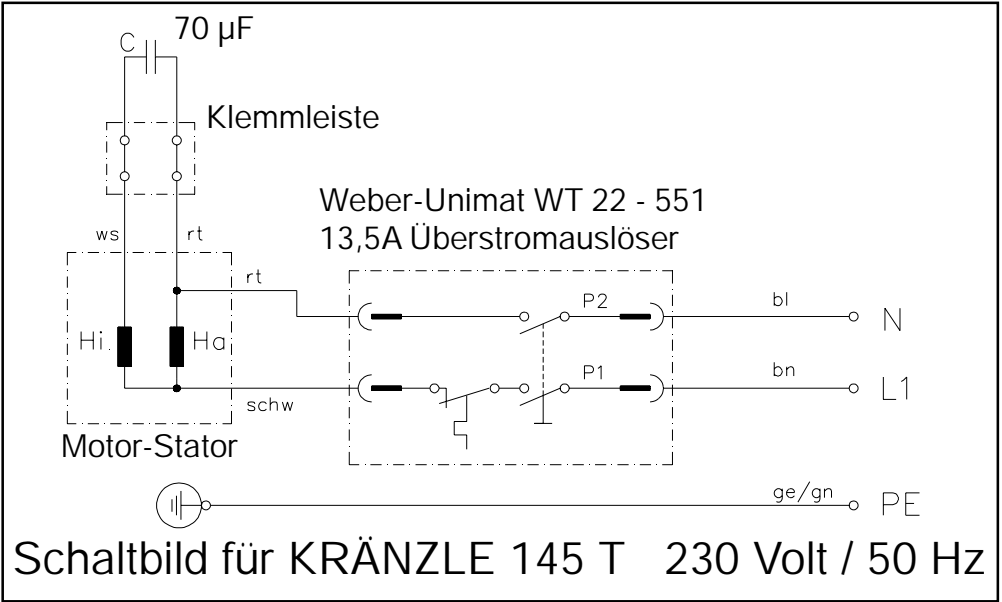 C 70 µF
Klemmleiste
Weber-Unimat WT 22 - 551
13,5A Überstromauslöser
ws rt
rt
P2 bl N
Hi. Ha
P1 bn L1
schw
Motor-Stator
ge/gn PE
Schaltbild für KRÄNZLE 145 T 230 Volt / 50 Hz